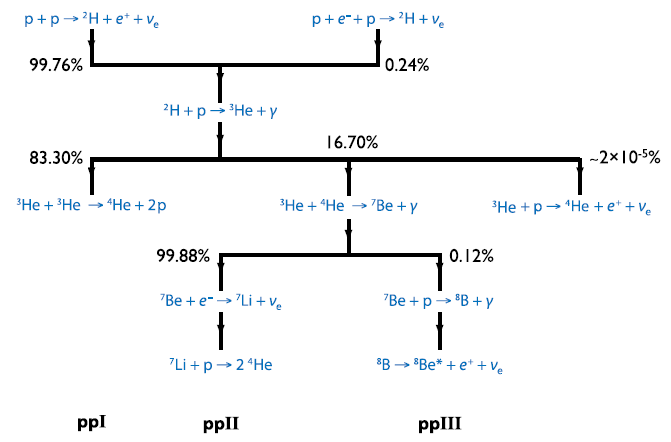 p + p → ²H + e⁺ + νₑ
p + e⁻ + p → ²H + νₑ
99.76%
0.24%
²H + p → ³He + γ
83.30%
16.70%
~2×10⁻⁵%
³He + ³He → ⁴He + 2p
³He + ⁴He → ⁷Be + γ
³He + p → ⁴He + e⁺ + νₑ
99.88%
0.12%
⁷Be + e⁻ → ⁷Li + νₑ
⁷Be + p → ⁸B + γ
⁷Li + p → 2 ⁴He
⁸B → ⁸Be* + e⁺ + νₑ
ppI
ppII
ppIII